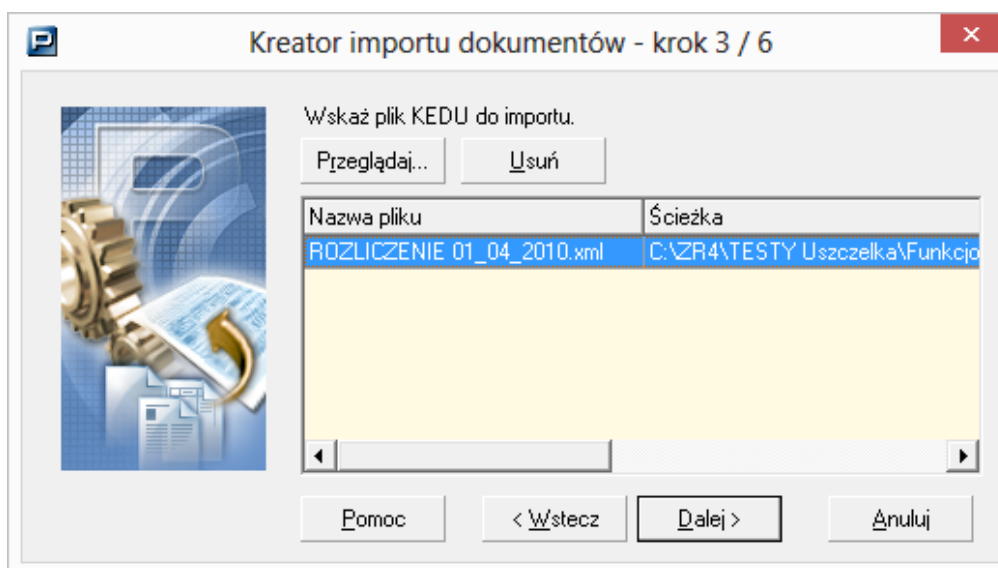 Kreator importu dokumentów - krok 3 / 6
Wskaż plik KEDU do importu.
Przeglądaj... Usuń
Nazwa pliku Ścieżka
ROZLICZENIE 01_04_2010.xml C:\ZR4\TESTY Uszczelka\Funkcjo
Pomoc < Wstecz Dalej > Anuluj